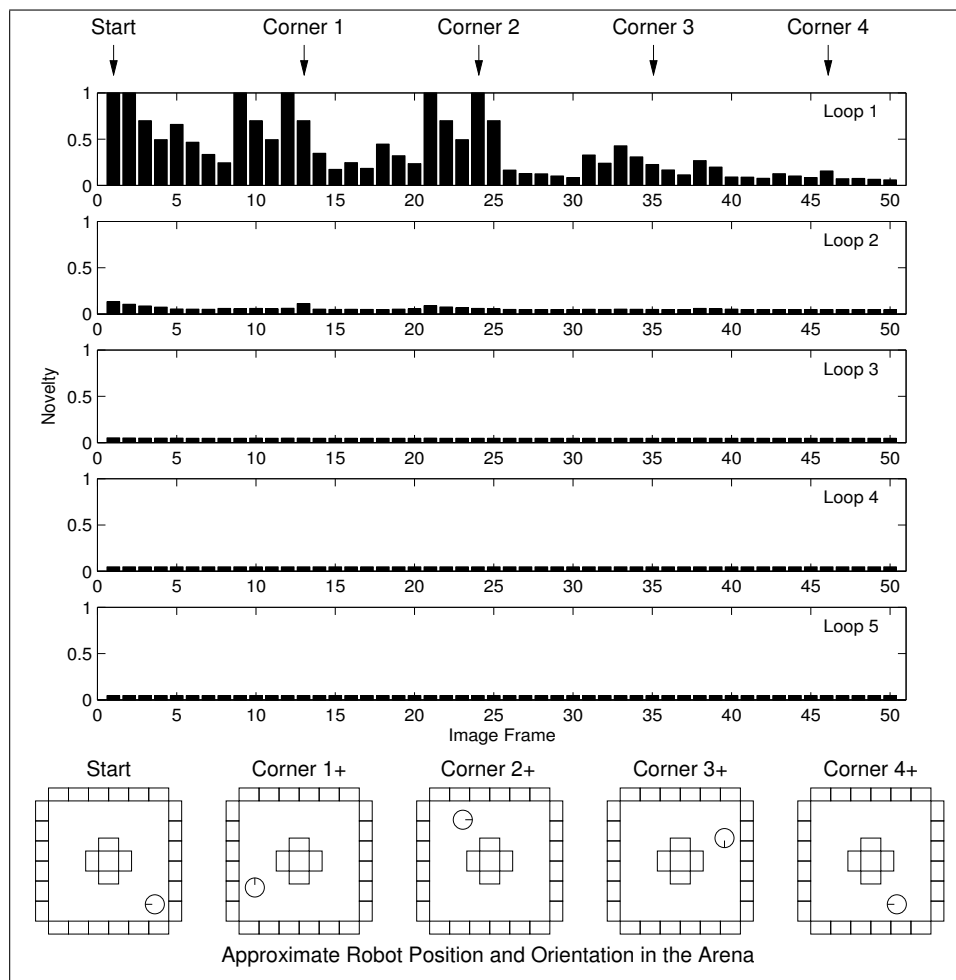 Start Corner 1 Corner 2 Corner 3 Corner 4
1
Loop 1
0.5
0
0 5 10 15 20 25 30 35 40 45 50
1
Loop 2
0.5
0
0 5 10 15 20 25 30 35 40 45 50
1
Loop 3
0.5
0
0 5 10 15 20 25 30 35 40 45 50
Novelty
1
Loop 4
0.5
0
0 5 10 15 20 25 30 35 40 45 50
1
Loop 5
0.5
0
0 5 10 15 20 25 30 35 40 45 50
Image Frame
Start Corner 1+ Corner 2+ Corner 3+ Corner 4+
Approximate Robot Position and Orientation in the Arena